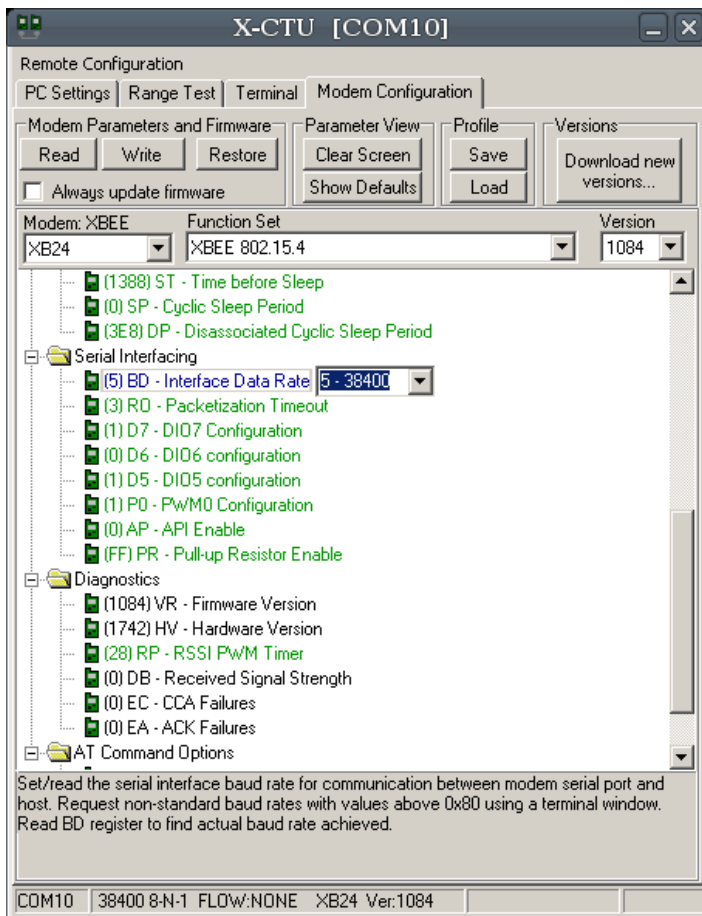 X-CTU [COM10]
Remote Configuration
PC Settings Range Test Terminal Modem Configuration
Modem Parameters and Firmware Parameter View Profile Versions
Read Write Restore Clear Screen Save Download new versions...
Always update firmware Show Defaults Load
Modem: XBEE Function Set Version
XB24 XBEE 802.15.4 1084
(1388) ST - Time before Sleep
(0) SP - Cyclic Sleep Period
(3E8) DP - Disassociated Cyclic Sleep Period
Serial Interfacing
(5) BD - Interface Data Rate 5 - 38400
(3) RO - Packetization Timeout
(1) D7 - DIO7 Configuration
(0) D6 - DIO6 configuration
(1) D5 - DIO5 configuration
(1) P0 - PWM0 Configuration
(0) AP - API Enable
(FF) PR - Pull-up Resistor Enable
Diagnostics
(1084) VR - Firmware Version
(1742) HV - Hardware Version
(28) RP - RSSI PWM Timer
(0) DB - Received Signal Strength
(0) EC - CCA Failures
(0) EA - ACK Failures
AT Command Options
Set/read the serial interface baud rate for communication between modem serial port and
host. Request non-standard baud rates with values above 0x80 using a terminal window.
Read BD register to find actual baud rate achieved.
COM10 38400 8-N-1 FLOW:NONE XB24 Ver:1084